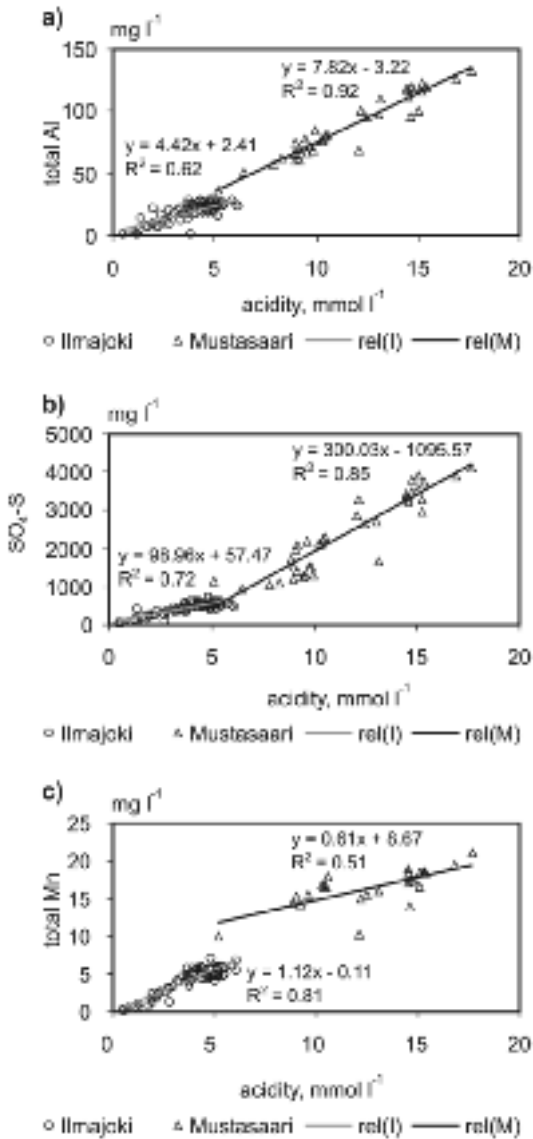 a) mg l⁻¹
150
y = 7.82x - 3.22
R² = 0.92
100
total Al
y = 4.42x + 2.41
R² = 0.62
50
0
0 5 10 15 20
acidity, mmol l⁻¹
○ Ilmajoki △ Mustasaari rel(I) rel(M)
b) mg l⁻¹
5000
y = 300.03x - 1095.57
R² = 0.85
4000
SO₄-S
3000
2000
y = 98.96x + 57.47
R² = 0.72
1000
0
0 5 10 15 20
acidity, mmol l⁻¹
○ Ilmajoki △ Mustasaari rel(I) rel(M)
c) mg l⁻¹
25
y = 0.61x + 8.67
R² = 0.51
20
total Mn
15
10
5
y = 1.12x - 0.11
R² = 0.81
0
0 5 10 15 20
acidity, mmol l⁻¹
○ Ilmajoki △ Mustasaari rel(I) rel(M)